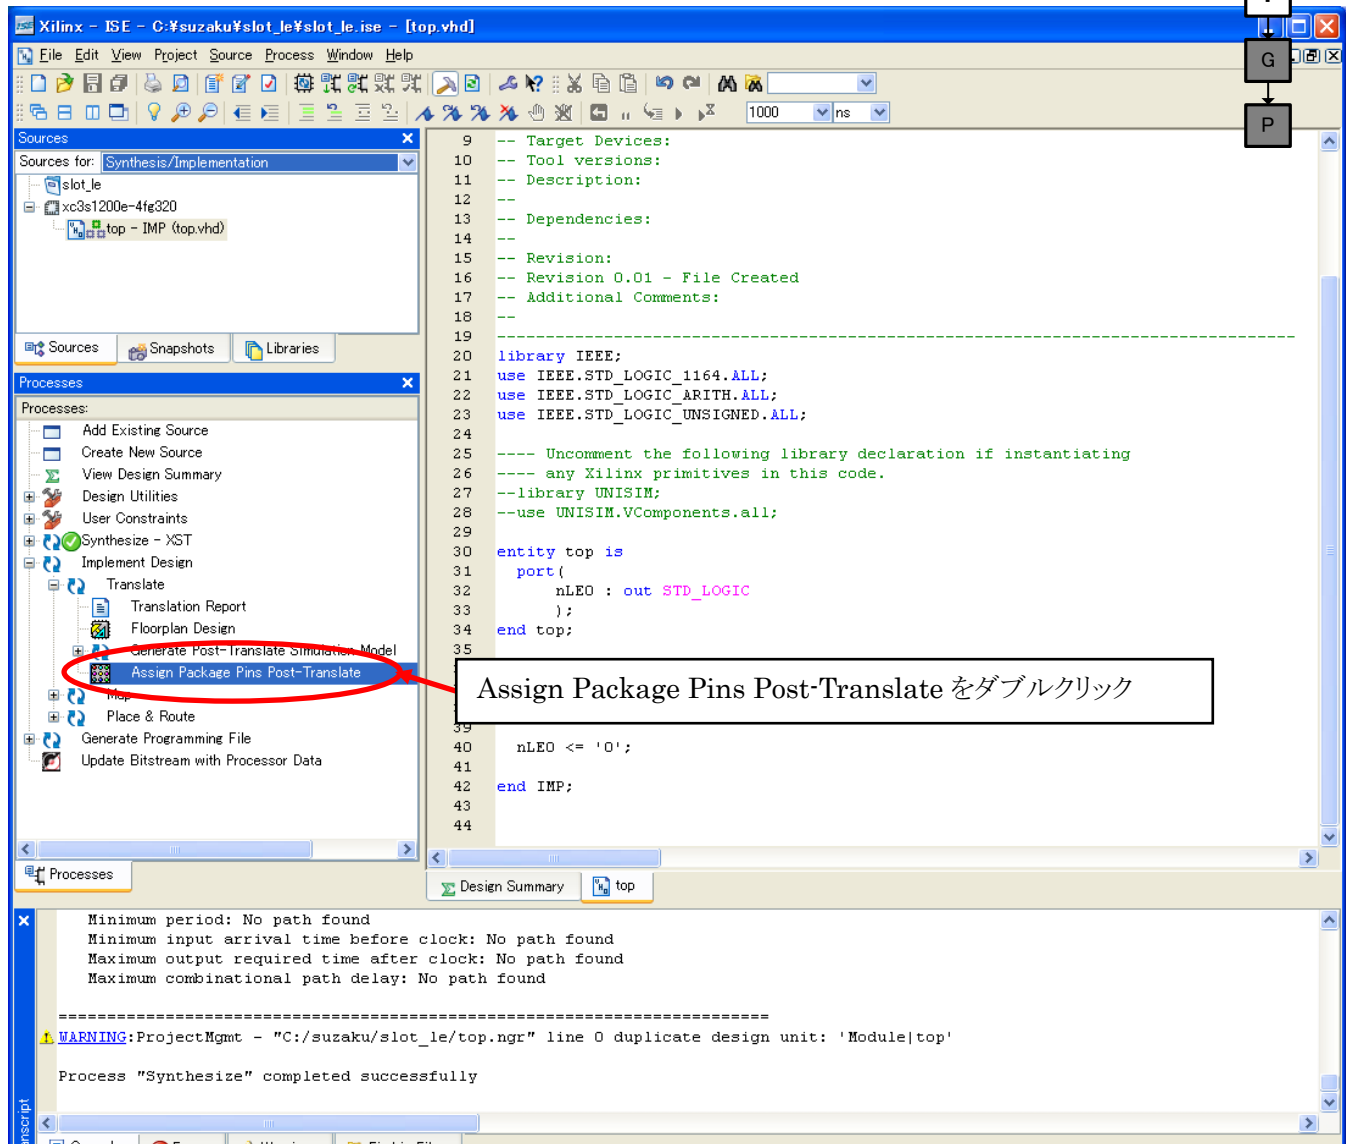 Xilinx - ISE - C:¥suzaku¥slot_le¥slot_le.ise - [top.vhd]
File Edit View Project Source Process Window Help
G
P
1000 ns
Sources
Sources for: Synthesis/Implementation
slot_le
xc3s1200e-4fg320
top - IMP (top.vhd)
Sources Snapshots Libraries
Processes
Processes:
Add Existing Source
Create New Source
View Design Summary
Design Utilities
User Constraints
Synthesize - XST
Implement Design
Translate
Translation Report
Floorplan Design
Generate Post-Translate Simulation Model
Assign Package Pins Post-Translate
Map
Place & Route
Generate Programming File
Update Bitstream with Processor Data
Processes
9 -- Target Devices:
10 -- Tool versions:
11 -- Description:
12 --
13 -- Dependencies:
14 --
15 -- Revision:
16 -- Revision 0.01 - File Created
17 -- Additional Comments:
18 --
19 ----------------------------------------------------------------------------------
20 library IEEE;
21 use IEEE.STD_LOGIC_1164.ALL;
22 use IEEE.STD_LOGIC_ARITH.ALL;
23 use IEEE.STD_LOGIC_UNSIGNED.ALL;
24
25 ---- Uncomment the following library declaration if instantiating
26 ---- any Xilinx primitives in this code.
27 --library UNISIM;
28 --use UNISIM.VComponents.all;
29
30 entity top is
31 port(
32 nLE0 : out STD_LOGIC
33 );
34 end top;
35
Assign Package Pins Post-Translate をダブルクリック
39
40 nLE0 <= '0';
41
42 end IMP;
43
44
Design Summary top
Minimum period: No path found
Minimum input arrival time before clock: No path found
Maximum output required time after clock: No path found
Maximum combinational path delay: No path found
=========================================================================
WARNING:ProjectMgmt - "C:/suzaku/slot_le/top.ngr" line 0 duplicate design unit: 'Module|top'
Process "Synthesize" completed successfully